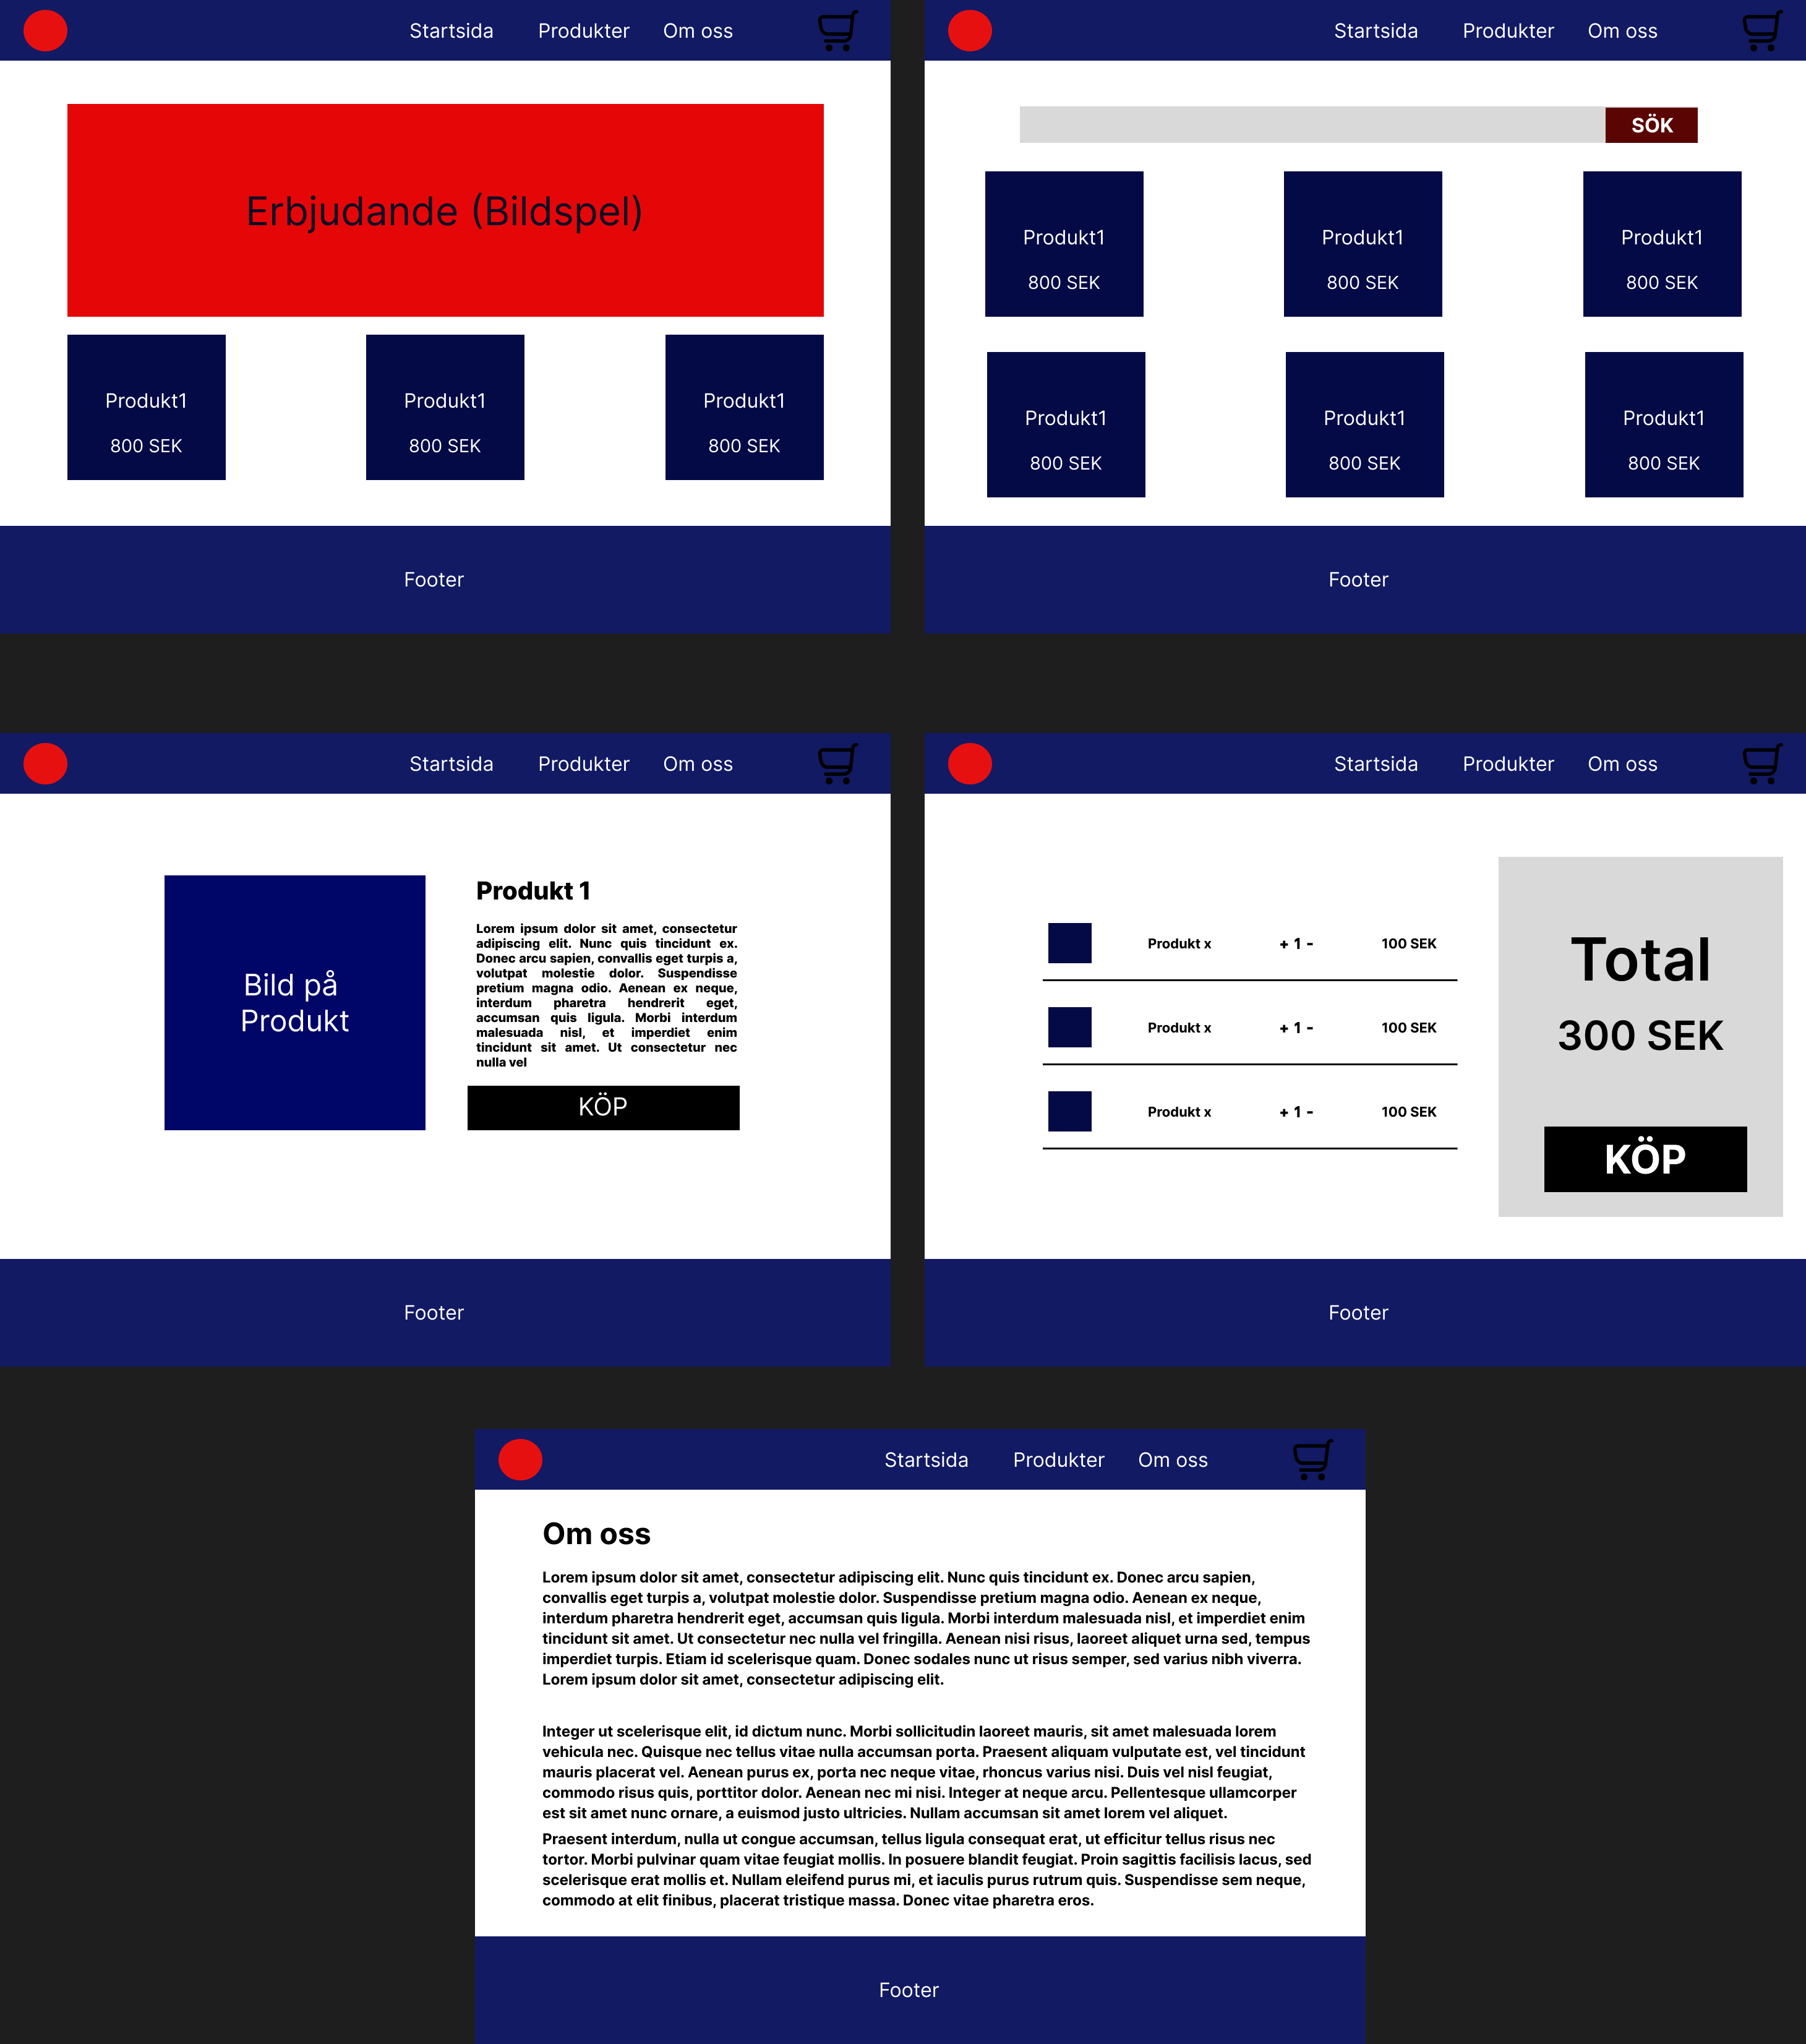 Startsida Produkter Om oss
Erbjudande (Bildspel)
Produkt1 Produkt1 Produkt1
800 SEK 800 SEK 800 SEK
Footer
Startsida Produkter Om oss
SÖK
Produkt1 Produkt1 Produkt1
800 SEK 800 SEK 800 SEK
Produkt1 Produkt1 Produkt1
800 SEK 800 SEK 800 SEK
Footer
Startsida Produkter Om oss
Bild på
Produkt
Produkt 1
Lorem ipsum dolor sit amet, consectetur
adipiscing elit. Nunc quis tincidunt ex.
Donec arcu sapien, convallis eget turpis a,
volutpat molestie dolor. Suspendisse
pretium magna odio. Aenean ex neque,
interdum pharetra hendrerit eget,
accumsan quis ligula. Morbi interdum
malesuada nisl, et imperdiet enim
tincidunt sit amet. Ut consectetur nec
nulla vel
KÖP
Footer
Startsida Produkter Om oss
Produkt x + 1 - 100 SEK
Produkt x + 1 - 100 SEK
Produkt x + 1 - 100 SEK
Total
300 SEK
KÖP
Footer
Startsida Produkter Om oss
Om oss
Lorem ipsum dolor sit amet, consectetur adipiscing elit. Nunc quis tincidunt ex. Donec arcu sapien,
convallis eget turpis a, volutpat molestie dolor. Suspendisse pretium magna odio. Aenean ex neque,
interdum pharetra hendrerit eget, accumsan quis ligula. Morbi interdum malesuada nisl, et imperdiet enim
tincidunt sit amet. Ut consectetur nec nulla vel fringilla. Aenean nisi risus, laoreet aliquet urna sed, tempus
imperdiet turpis. Etiam id scelerisque quam. Donec sodales nunc ut risus semper, sed varius nibh viverra.
Lorem ipsum dolor sit amet, consectetur adipiscing elit.
Integer ut scelerisque elit, id dictum nunc. Morbi sollicitudin laoreet mauris, sit amet malesuada lorem
vehicula nec. Quisque nec tellus vitae nulla accumsan porta. Praesent aliquam vulputate est, vel tincidunt
mauris placerat vel. Aenean purus ex, porta nec neque vitae, rhoncus varius nisi. Duis vel nisl feugiat,
commodo risus quis, porttitor dolor. Aenean nec mi nisi. Integer at neque arcu. Pellentesque ullamcorper
est sit amet nunc ornare, a euismod justo ultricies. Nullam accumsan sit amet lorem vel aliquet.
Praesent interdum, nulla ut congue accumsan, tellus ligula consequat erat, ut efficitur tellus risus nec
tortor. Morbi pulvinar quam vitae feugiat mollis. In posuere blandit feugiat. Proin sagittis facilisis lacus, sed
scelerisque erat mollis et. Nullam eleifend purus mi, et iaculis purus rutrum quis. Suspendisse sem neque,
commodo at elit finibus, placerat tristique massa. Donec vitae pharetra eros.
Footer